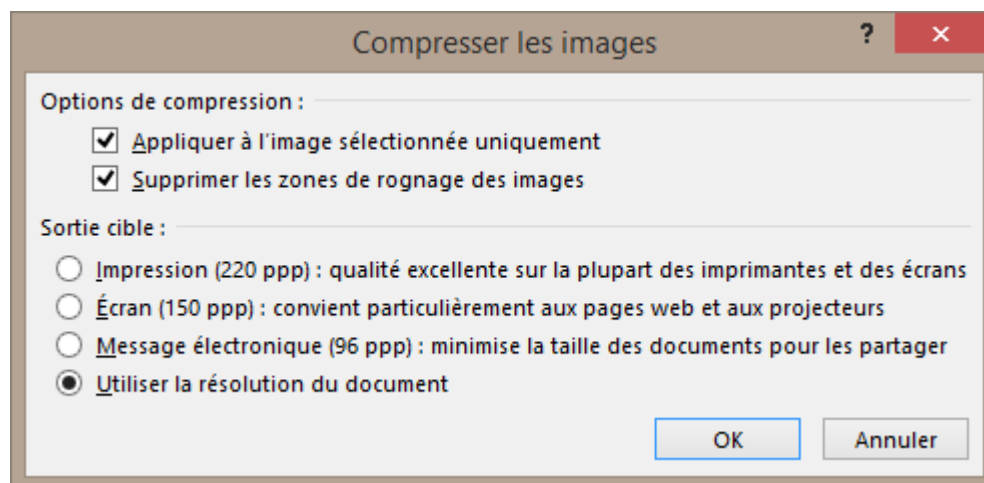 Compresser les images
?
Options de compression :
Appliquer à l'image sélectionnée uniquement
Supprimer les zones de rognage des images
Sortie cible :
Impression (220 ppp) : qualité excellente sur la plupart des imprimantes et des écrans
Écran (150 ppp) : convient particulièrement aux pages web et aux projecteurs
Message électronique (96 ppp) : minimise la taille des documents pour les partager
Utiliser la résolution du document
OK Annuler